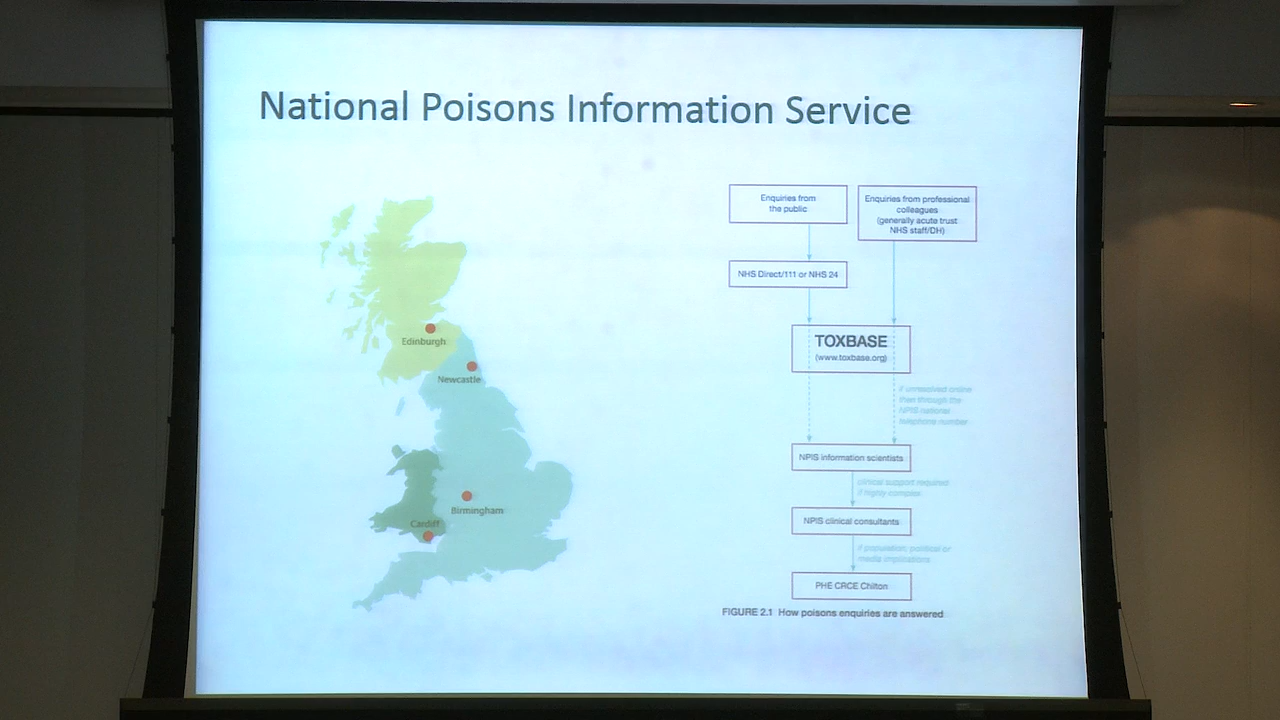 National Poisons Information Service
Edinburgh
Newcastle
Birmingham
Cardiff
Enquiries from
the public
Enquiries from professional
colleagues
(generally acute trust
NHS staff/DH)
NHS Direct/111 or NHS 24
TOXBASE
(www.toxbase.org)
if unresolved online
then through the
NPIS national
telephone number
NPIS information scientists
clinical support required
if highly complex
NPIS clinical consultants
if population, political or
media implications
PHE CRCE Chilton
FIGURE 2.1 How poisons enquiries are answered